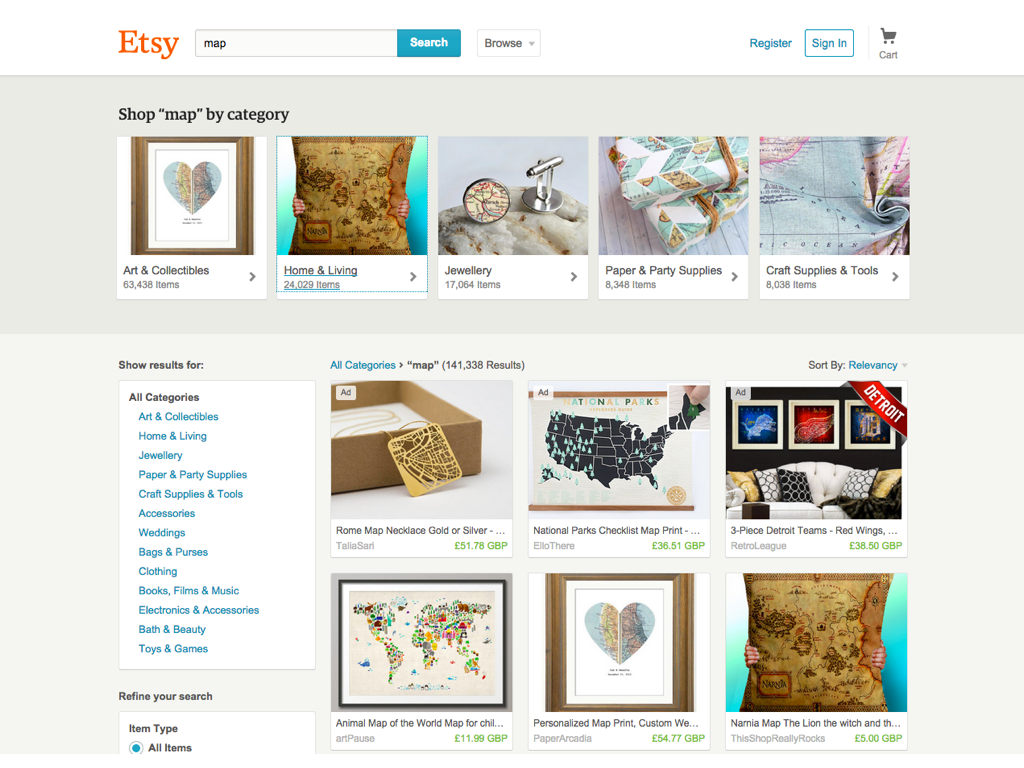 Etsy
map
Search
Browse
Register
Sign In
Cart
Shop “map” by category
Art & Collectibles
63,438 Items
NARNIA
Home & Living
24,029 Items
Jewellery
17,064 Items
Paper & Party Supplies
8,348 Items
Craft Supplies & Tools
8,038 Items
Show results for:
All Categories
Art & Collectibles
Home & Living
Jewellery
Paper & Party Supplies
Craft Supplies & Tools
Accessories
Weddings
Bags & Purses
Clothing
Books, Films & Music
Electronics & Accessories
Bath & Beauty
Toys & Games
Refine your search
Item Type
All Items
All Categories › “map” (141,338 Results)
Sort By: Relevancy
Ad
Rome Map Necklace Gold or Silver - ...
TaliaSari
£51.78 GBP
Ad
NATIONAL PARKS
National Parks Checklist Map Print - ...
ElloThere
£36.51 GBP
Ad
DETROIT
3-Piece Detroit Teams - Red Wings, ...
RetroLeague
£38.50 GBP
Animal Map of the World Map for chil...
artPause
£11.99 GBP
Personalized Map Print, Custom We...
PaperArcadia
£54.77 GBP
NARNIA
Narnia Map The Lion the witch and th...
ThisShopReallyRocks
£5.00 GBP